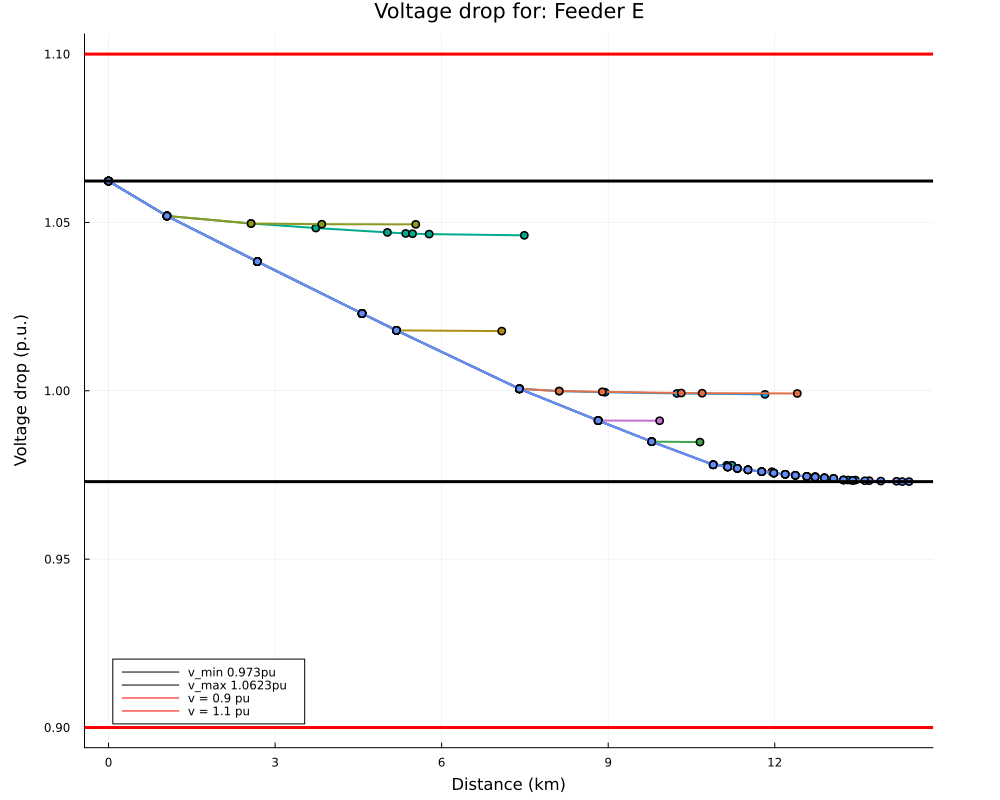 Voltage drop for: Feeder E
Voltage drop (p.u.)
1.10
1.05
1.00
0.95
0.90
v_min 0.973pu
v_max 1.0623pu
v = 0.9 pu
v = 1.1 pu
0 3 6 9 12
Distance (km)